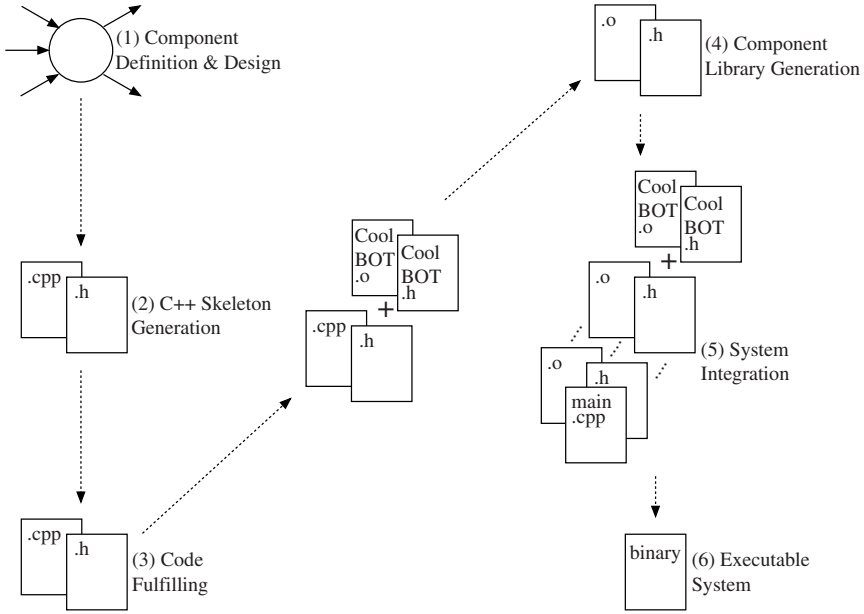 (1) Component
Definition & Design
.cpp
.h
(2) C++ Skeleton
Generation
.cpp
.h
(3) Code
Fulfilling
Cool
BOT
.o
Cool
BOT
.h
+
.cpp
.h
.o
.h
(4) Component
Library Generation
Cool
BOT
.o
Cool
BOT
.h
+
.o
.h
.o
.h
main
.cpp
(5) System
Integration
binary
(6) Executable
System